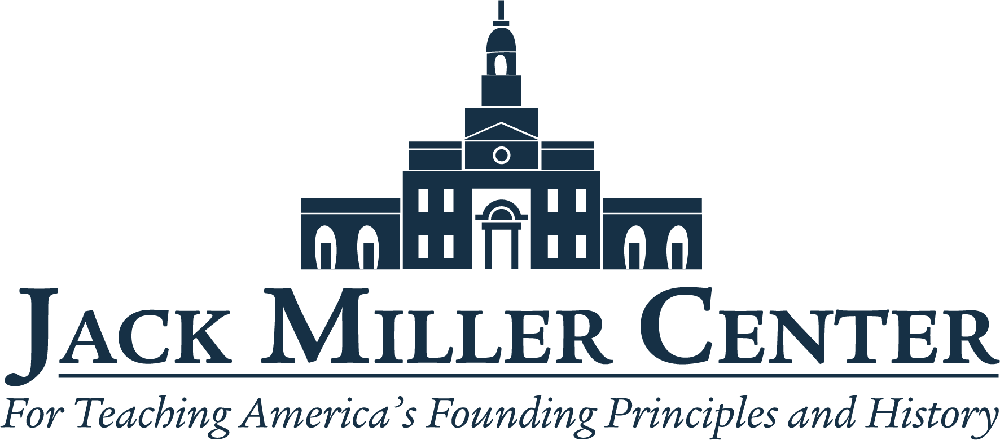 Jack Miller Center
For Teaching America’s Founding Principles and History